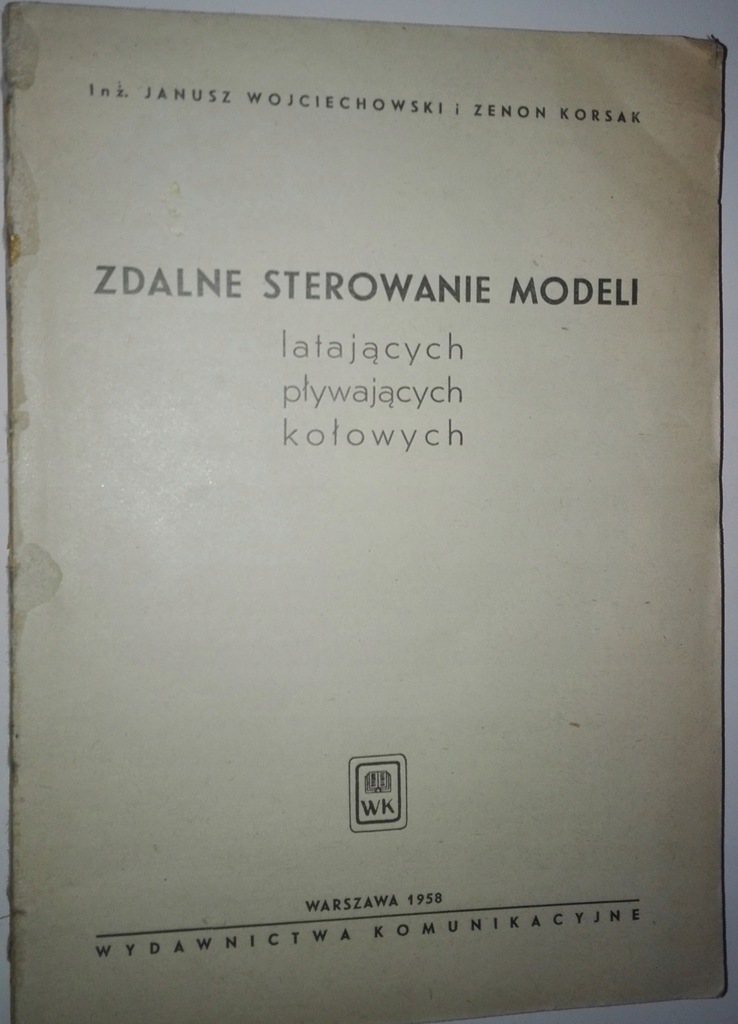 Inż. JANUSZ WOJCIECHOWSKI i ZENON KORSAK
ZDALNE STEROWANIE MODELI
latających
pływających
kołowych
WK
WARSZAWA 1958
WYDAWNICTWA KOMUNIKACYJNE